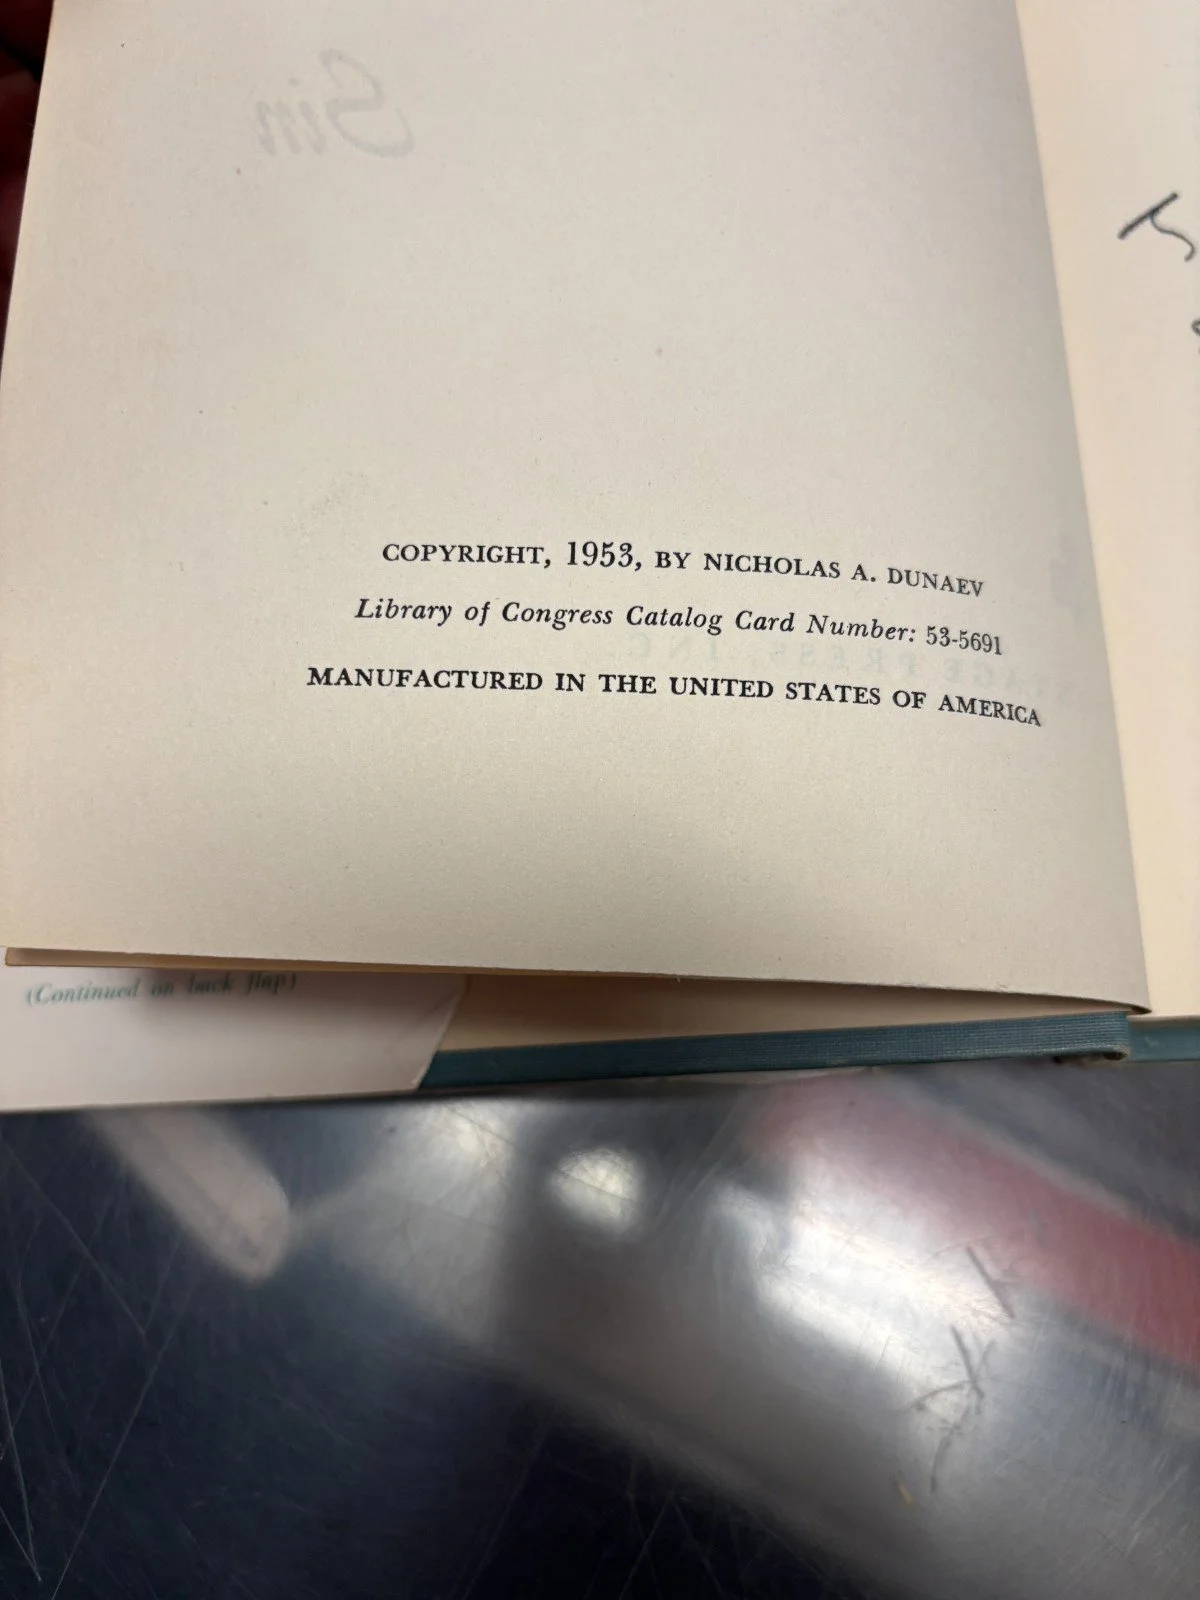 Sin
COPYRIGHT, 1953, BY NICHOLAS A. DUNAEV
Library of Congress Catalog Card Number: 53-5691
MANUFACTURED IN THE UNITED STATES OF AMERICA
(Continued on back flap)